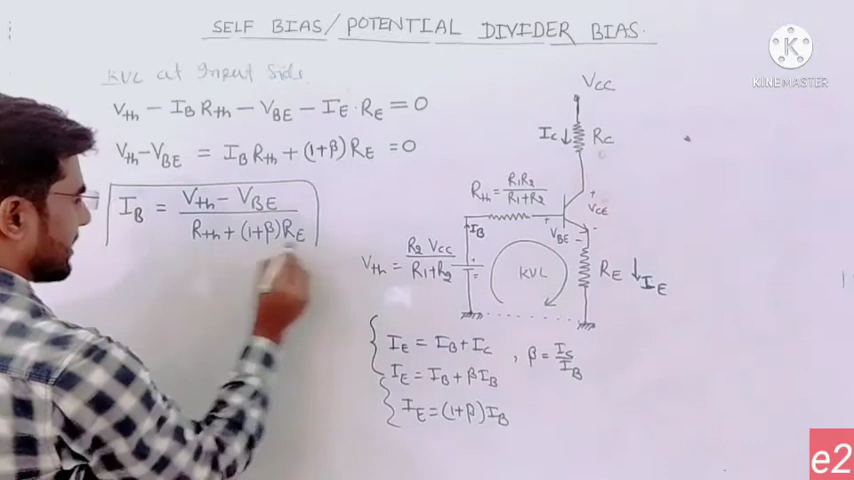 SELF BIAS/POTENTIAL DIVIDER BIAS.
KVL at Input Side.
Vth - IB Rth - VBE - IE · RE = 0
Vth - VBE = IB Rth + (1+β) RE = 0
IB = (Vth - VBE) / (Rth + (1+β)RE)
VCC
IC ↓ RC
Rth = R1R2 / (R1+R2)
+
VCE
-
IB
+
VBE -
Vth = R2 VCC / (R1+R2)
+
-
KVL
RE ↓ IE
IE = IB + IC , β = IC / IB
IE = IB + βIB
IE = (1+β) IB
K
KINEMASTER
e2